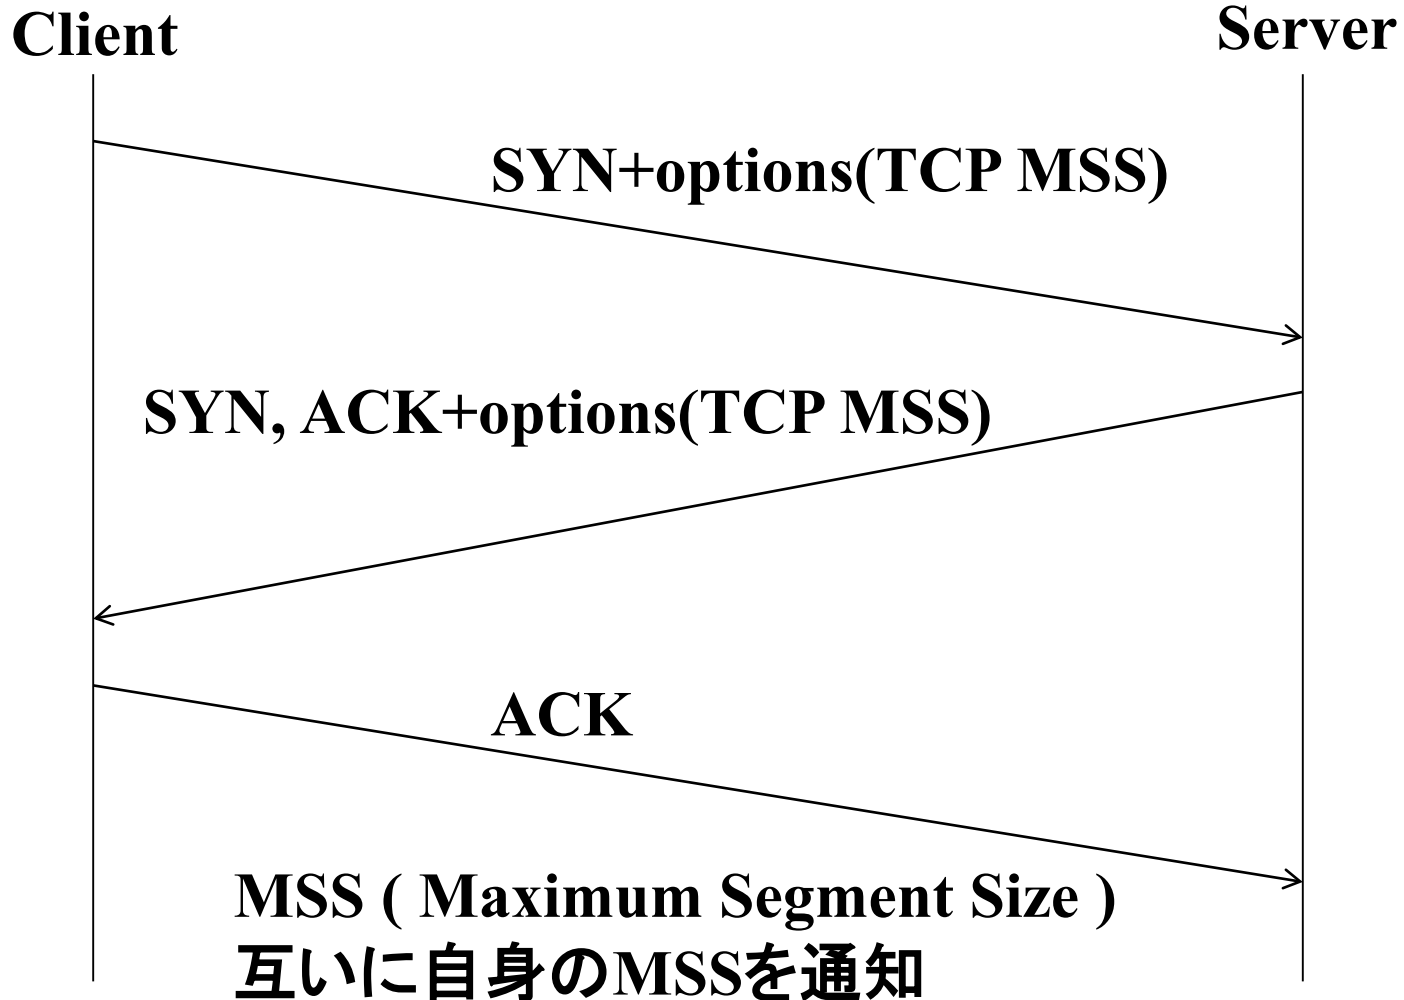 Client
Server
SYN+options(TCP MSS)
SYN, ACK+options(TCP MSS)
ACK
MSS ( Maximum Segment Size )
互いに自身のMSSを通知